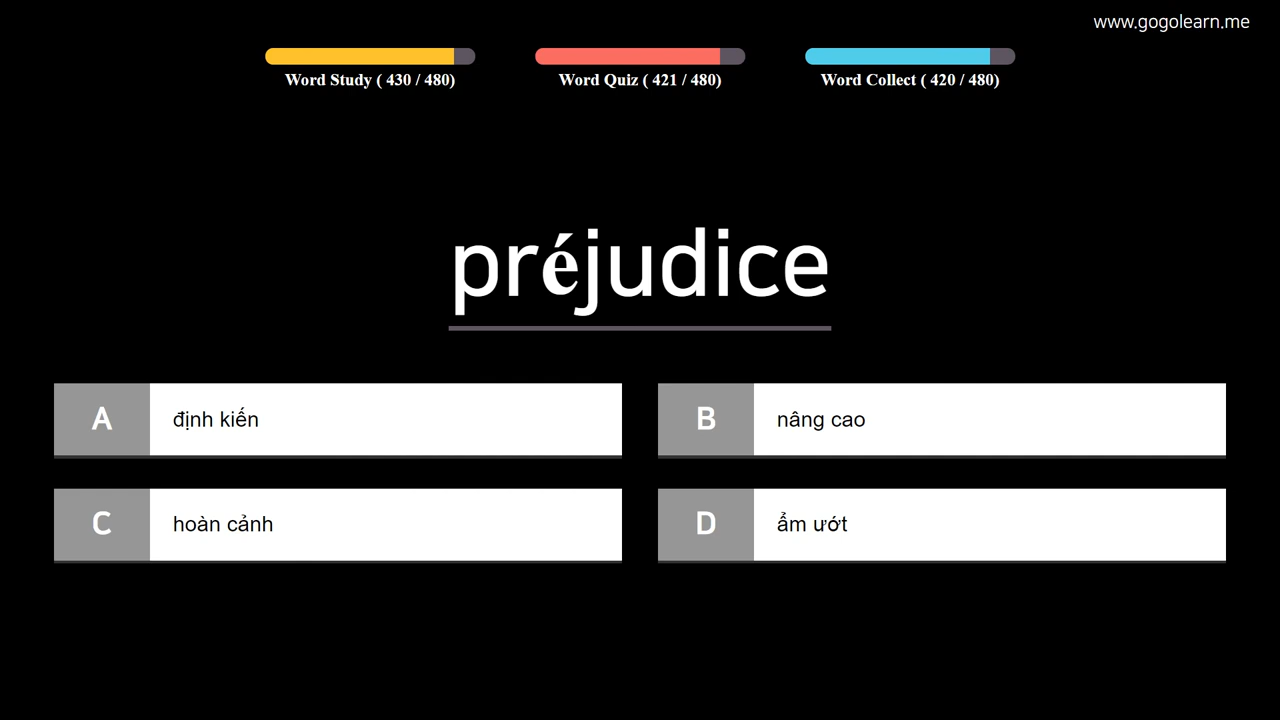 www.gogolearn.me
Word Study ( 430 / 480)
Word Quiz ( 421 / 480)
Word Collect ( 420 / 480)
préjudice
A định kiến
B nâng cao
C hoàn cảnh
D ẩm ướt